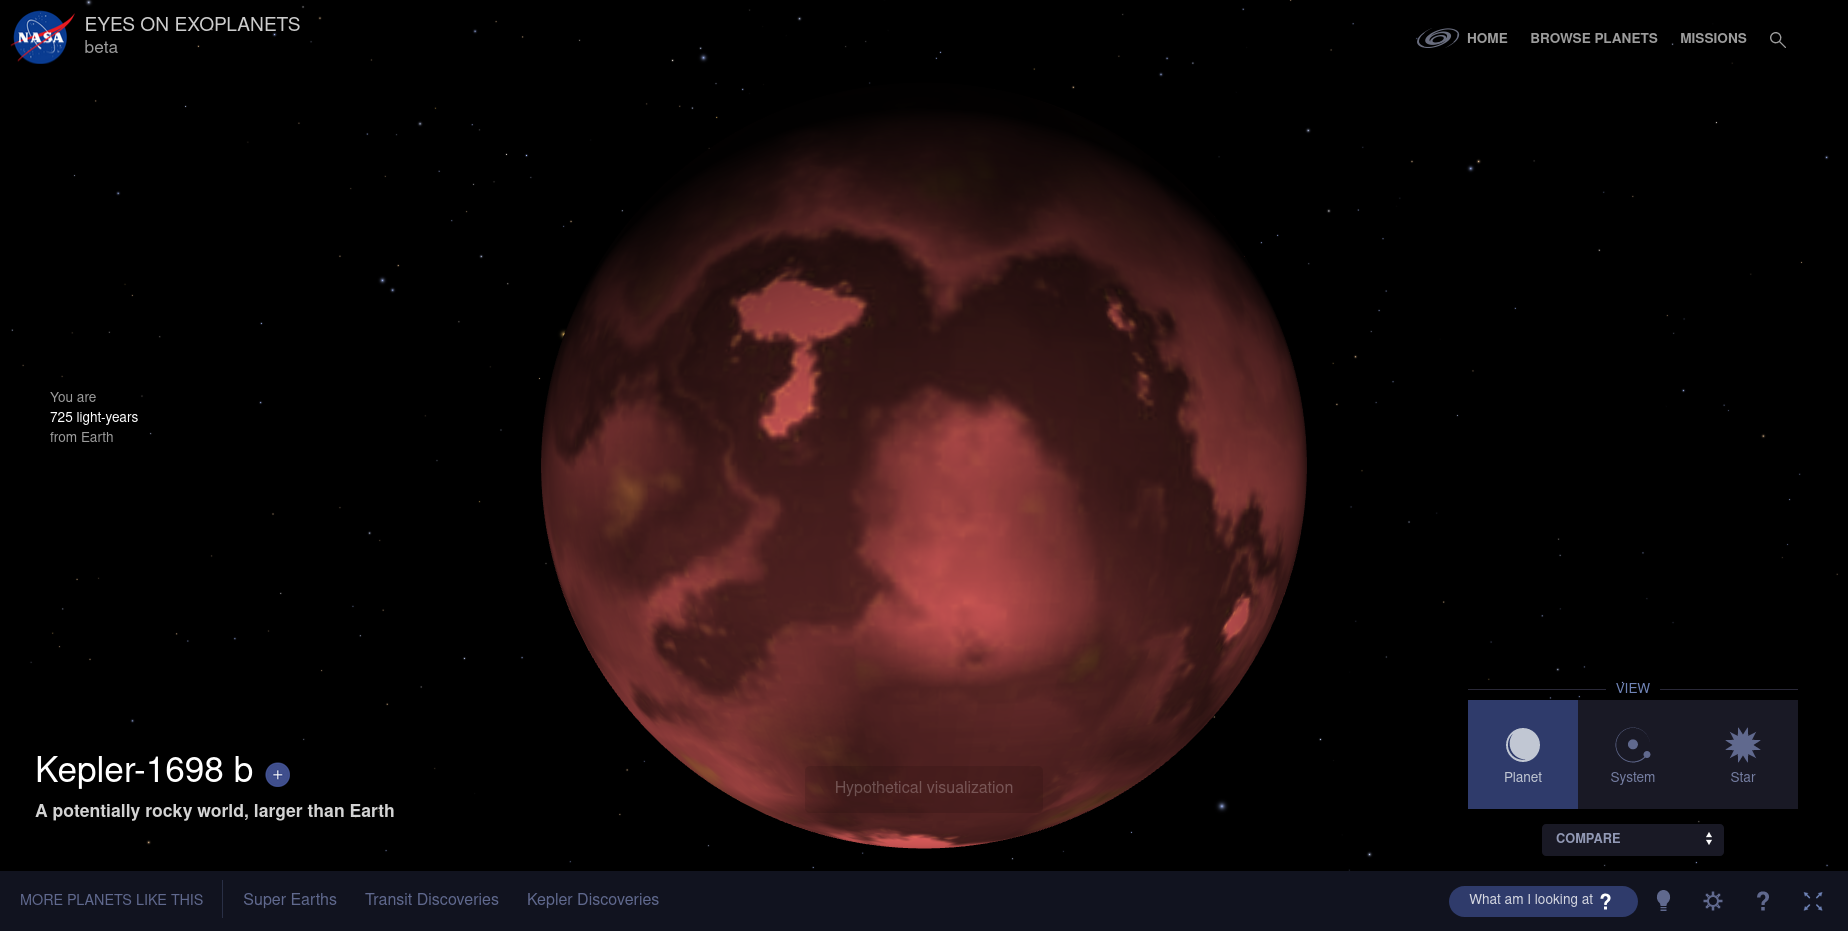 NASA
EYES ON EXOPLANETS
beta
HOME
BROWSE PLANETS
MISSIONS
You are
725 light-years
from Earth
Kepler-1698 b +
A potentially rocky world, larger than Earth
Hypothetical visualization
VIEW
Planet
System
Star
COMPARE
MORE PLANETS LIKE THIS
Super Earths
Transit Discoveries
Kepler Discoveries
What am I looking at ?
?